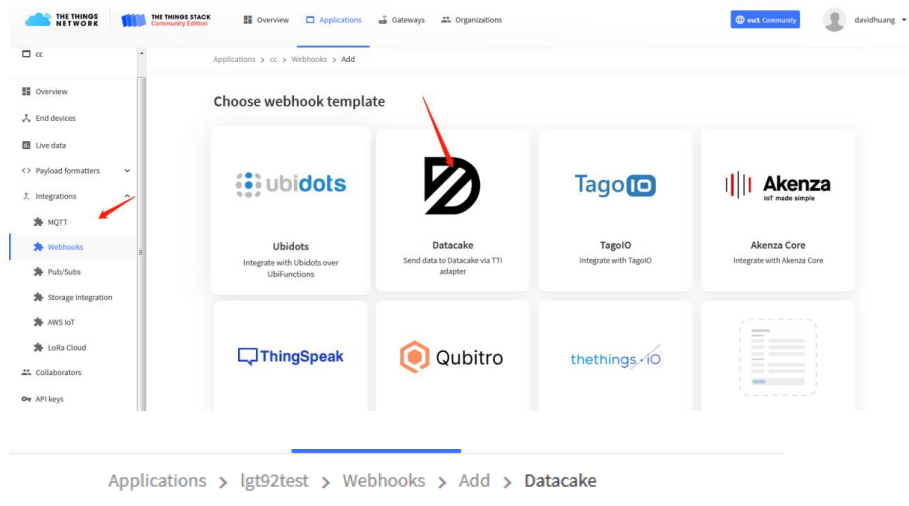 THE THINGS NETWORK
THE THINGS STACK
Community Edition
Overview
Applications
Gateways
Organizations
eu1 Community
davidhuang
cc
Applications > cc > Webhooks > Add
Overview
End devices
Live data
Payload formatters
Integrations
MQTT
Webhooks
Pub/Subs
Storage Integration
AWS IoT
LoRa Cloud
Collaborators
API keys
Choose webhook template
ubidots
Ubidots
Integrate with Ubidots over
UbiFunctions
Datacake
Send data to Datacake via TTI
adapter
Tago IO
TagoIO
Integrate with TagoIO
Akenza
IoT made simple
Akenza Core
Integrate with Akenza Core
ThingSpeak
Qubitro
thethings.iO
Applications > lgt92test > Webhooks > Add > Datacake